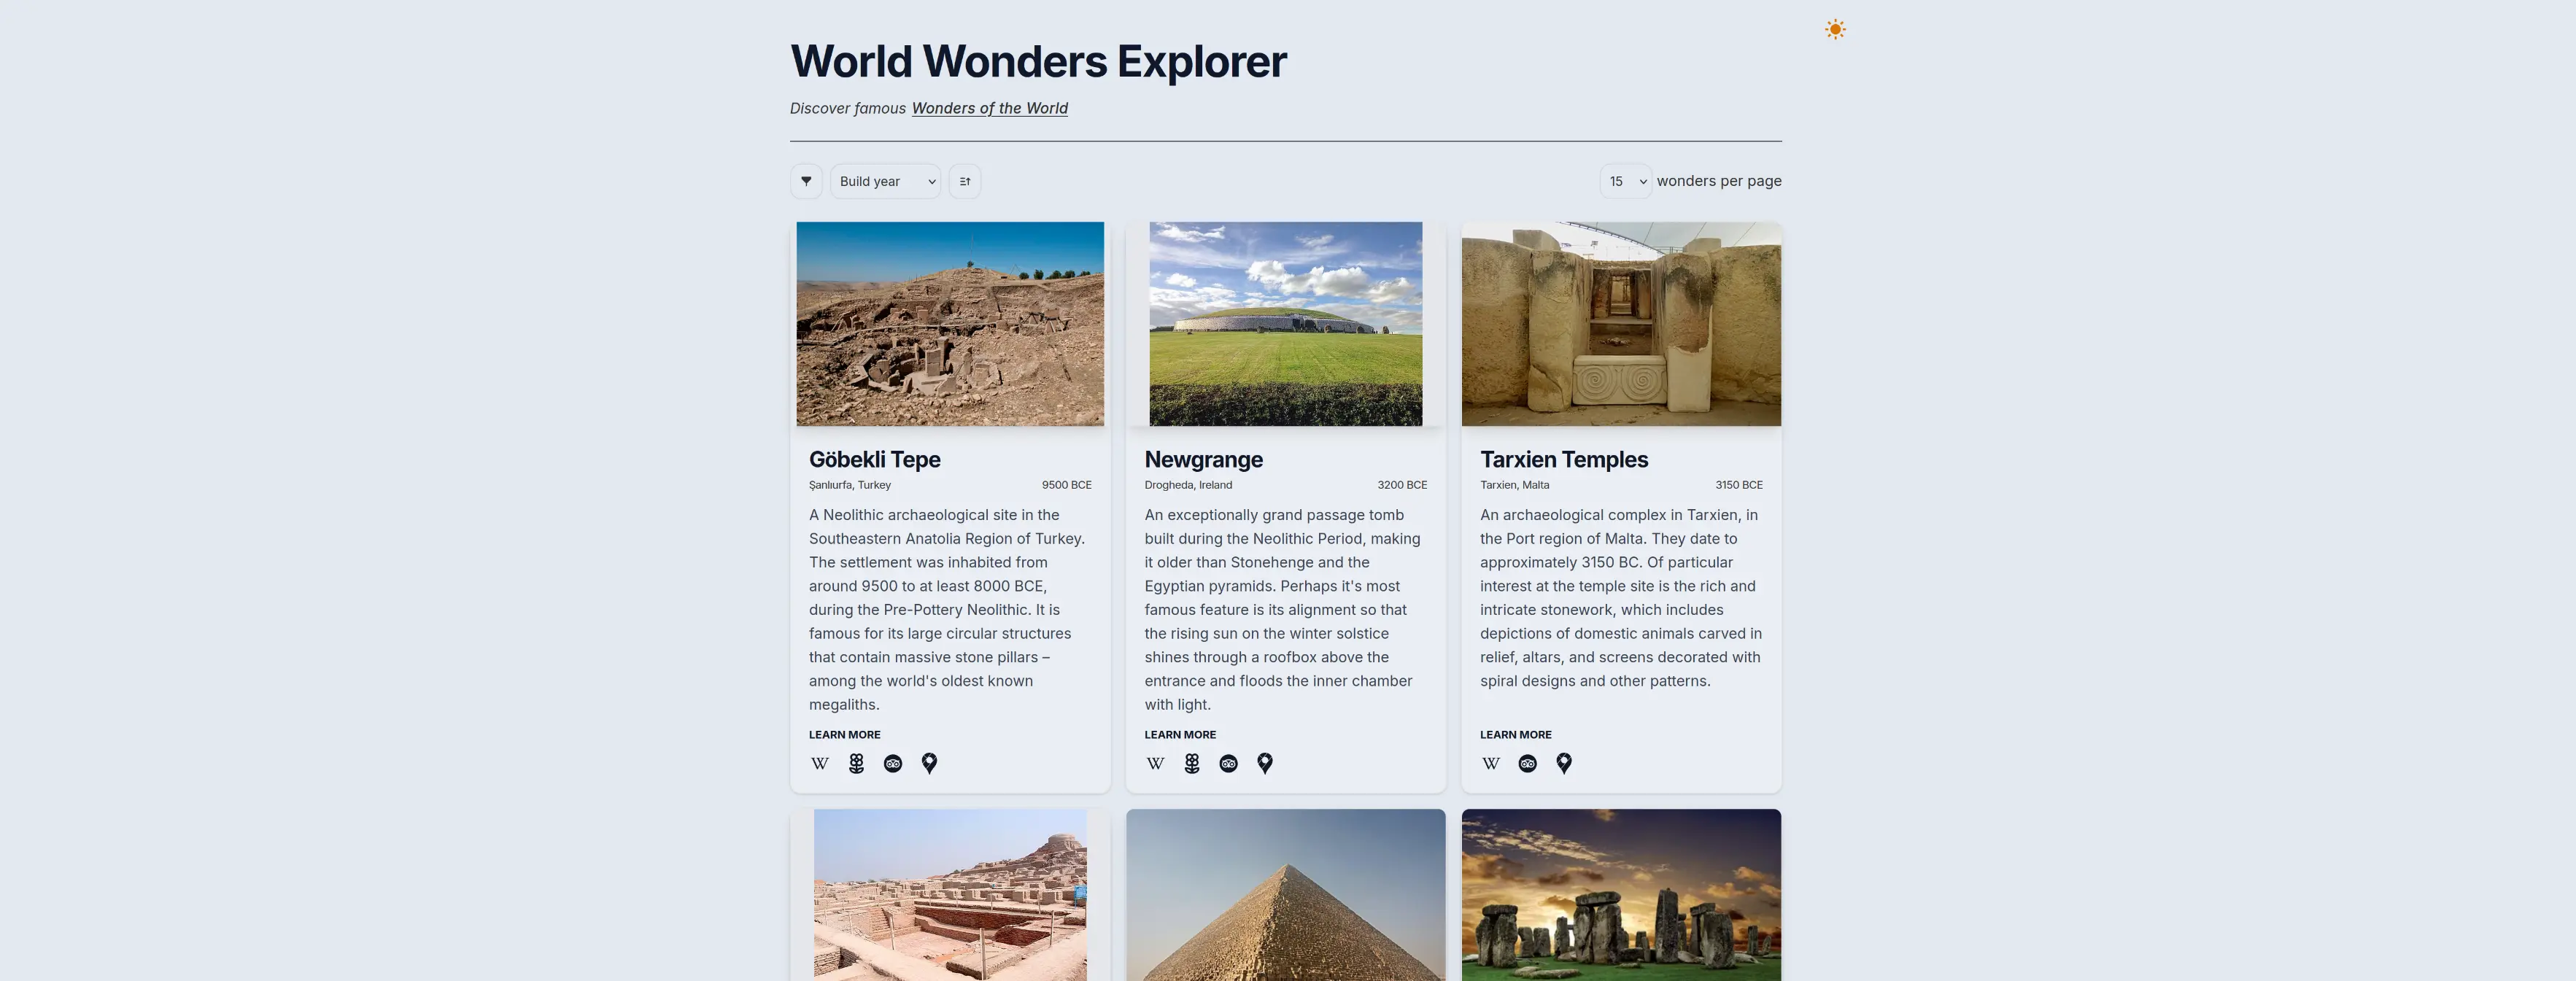 World Wonders Explorer
Discover famous Wonders of the World
Build year
15 wonders per page
Göbekli Tepe
Şanlıurfa, Turkey 9500 BCE
A Neolithic archaeological site in the
Southeastern Anatolia Region of Turkey.
The settlement was inhabited from
around 9500 to at least 8000 BCE,
during the Pre-Pottery Neolithic. It is
famous for its large circular structures
that contain massive stone pillars –
among the world's oldest known
megaliths.
LEARN MORE
W
Newgrange
Drogheda, Ireland 3200 BCE
An exceptionally grand passage tomb
built during the Neolithic Period, making
it older than Stonehenge and the
Egyptian pyramids. Perhaps it's most
famous feature is its alignment so that
the rising sun on the winter solstice
shines through a roofbox above the
entrance and floods the inner chamber
with light.
LEARN MORE
W
Tarxien Temples
Tarxien, Malta 3150 BCE
An archaeological complex in Tarxien, in
the Port region of Malta. They date to
approximately 3150 BC. Of particular
interest at the temple site is the rich and
intricate stonework, which includes
depictions of domestic animals carved in
relief, altars, and screens decorated with
spiral designs and other patterns.
LEARN MORE
W